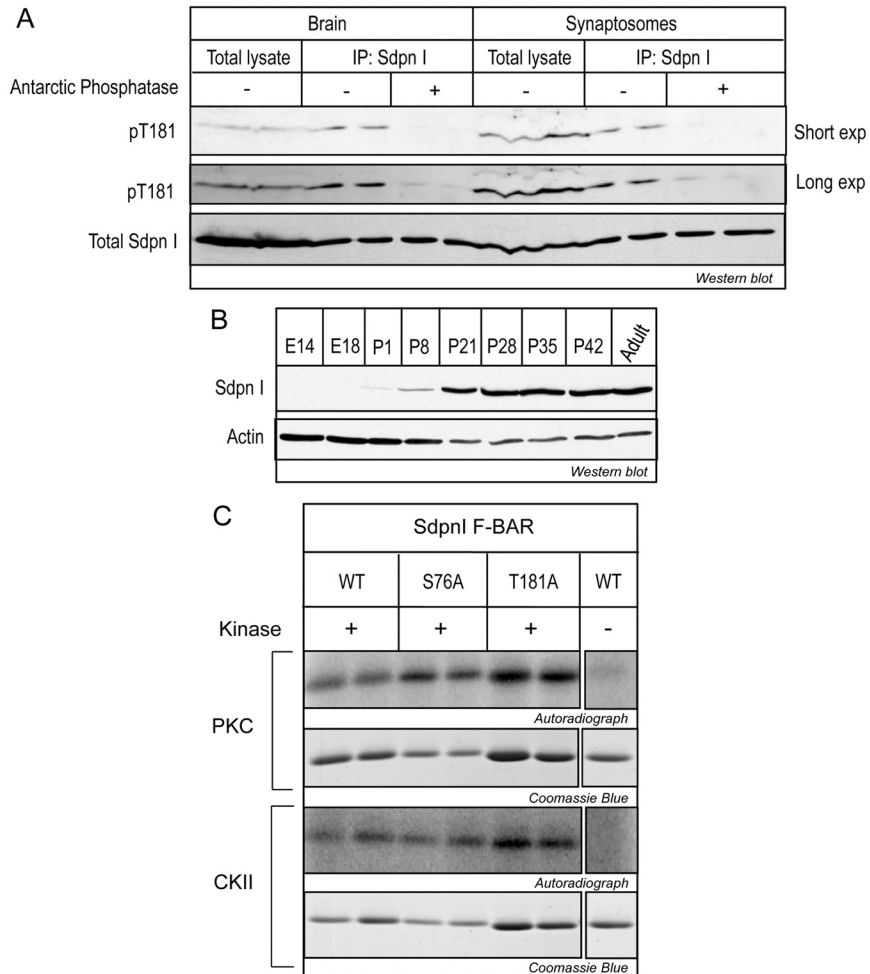 A
Brain Synaptosomes
Total lysate IP: Sdpn I Total lysate IP: Sdpn I
Antarctic Phosphatase - - + - - +
pT181 Short exp
pT181 Long exp
Total Sdpn I
Western blot
B
E14 E18 P1 P8 P21 P28 P35 P42 Adult
Sdpn I
Actin
Western blot
C
SdpnI F-BAR
WT S76A T181A WT
Kinase + + + -
PKC
Autoradiograph
Coomassie Blue
CKII
Autoradiograph
Coomassie Blue